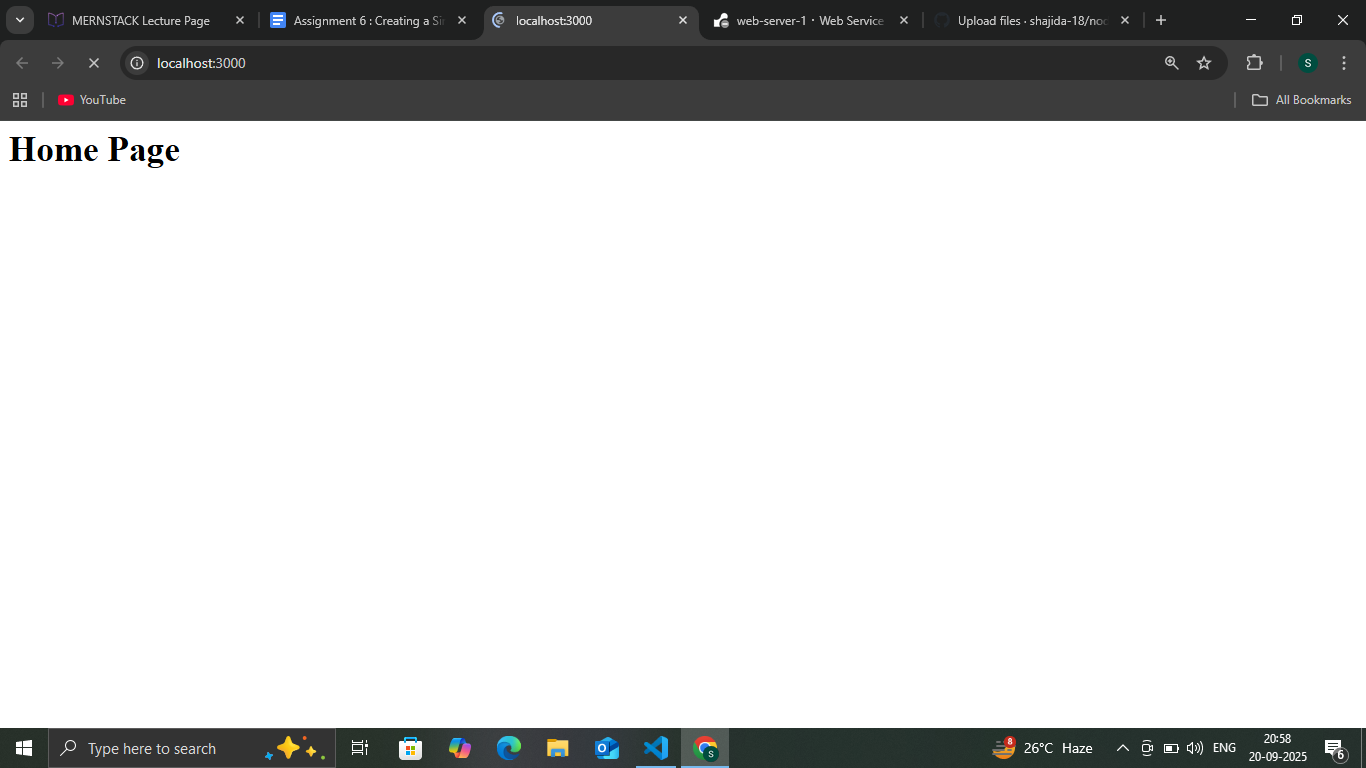 MERNSTACK Lecture Page
Assignment 6 : Creating a Sir
localhost:3000
web-server-1 · Web Service
Upload files · shajida-18/noc
localhost:3000
S
YouTube
All Bookmarks
Home Page
Type here to search
S
8
26°C Haze
ENG
20:58
20-09-2025
6